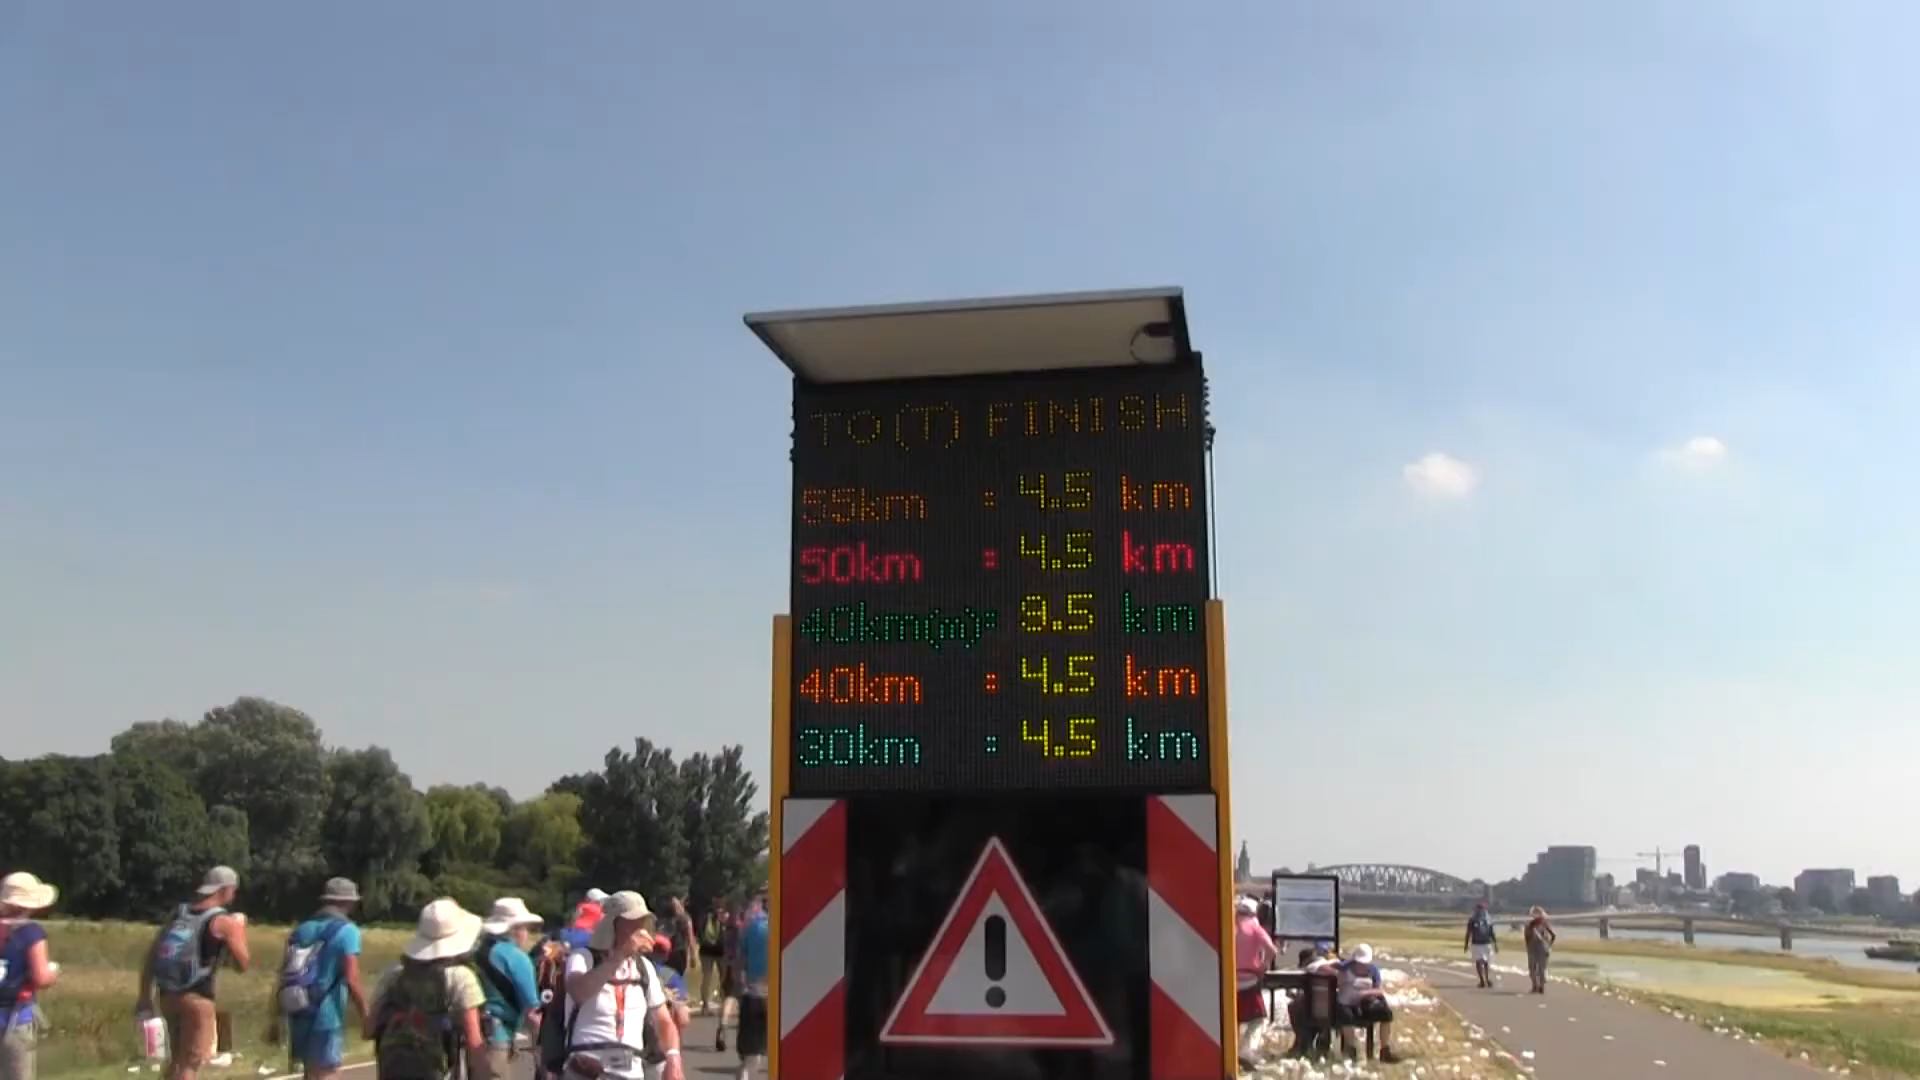 TO(T) FINISH
55km : 4.5 km
50km : 4.5 km
40km(m): 9.5 km
40km : 4.5 km
30km : 4.5 km